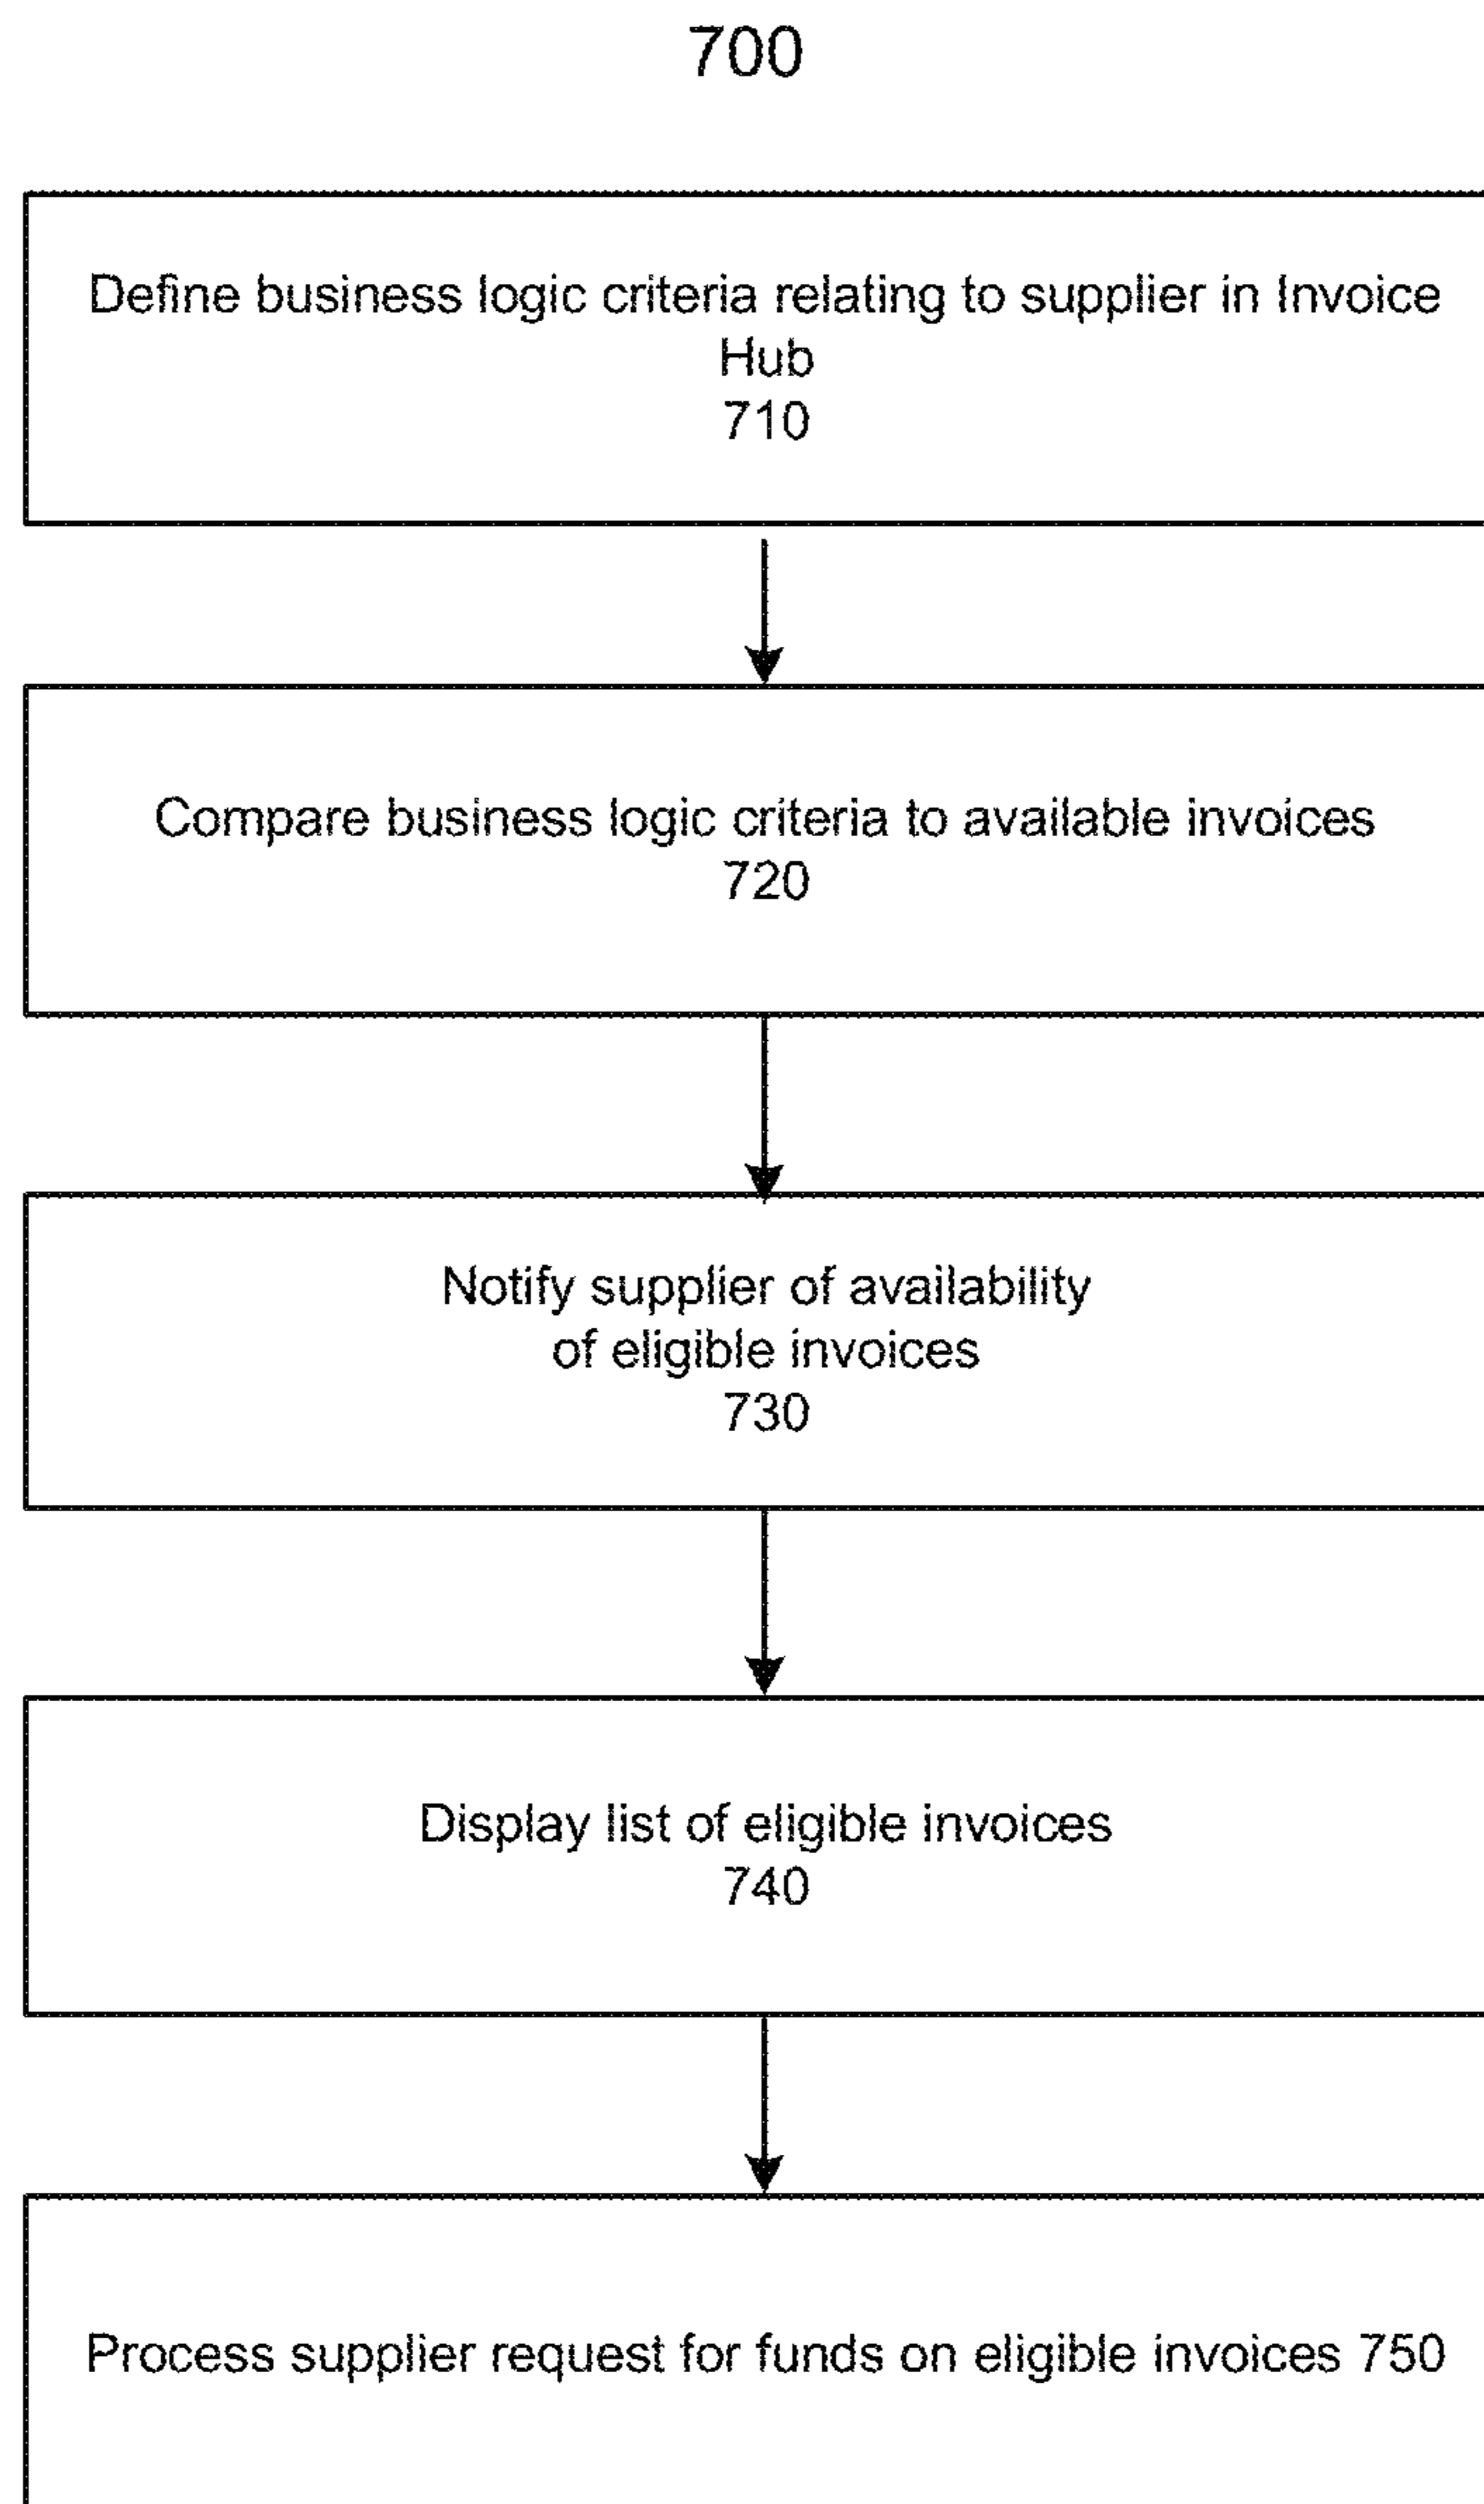 700
Define business logic criteria relating to supplier in Invoice
Hub
710
Compare business logic criteria to available invoices
720
Notify supplier of availability
of eligible invoices
730
Display list of eligible invoices
740
Process supplier request for funds on eligible invoices 750